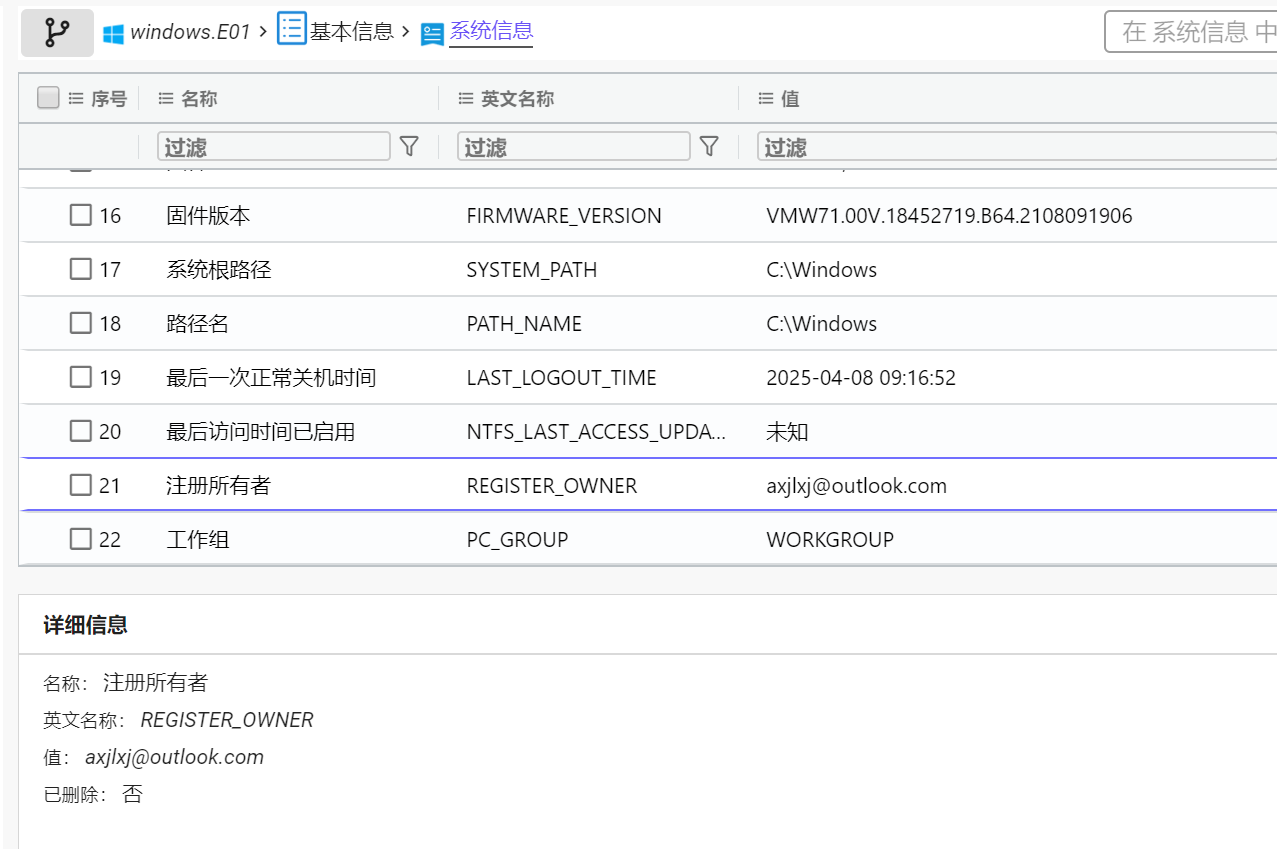 windows.E01 > 基本信息 > 系统信息
在 系统信息 中
序号 名称 英文名称 值
过滤 过滤 过滤
16 固件版本 FIRMWARE_VERSION VMW71.00V.18452719.B64.2108091906
17 系统根路径 SYSTEM_PATH C:\Windows
18 路径名 PATH_NAME C:\Windows
19 最后一次正常关机时间 LAST_LOGOUT_TIME 2025-04-08 09:16:52
20 最后访问时间已启用 NTFS_LAST_ACCESS_UPDA... 未知
21 注册所有者 REGISTER_OWNER axjlxj@outlook.com
22 工作组 PC_GROUP WORKGROUP
详细信息
名称： 注册所有者
英文名称： REGISTER_OWNER
值： axjlxj@outlook.com
已删除： 否